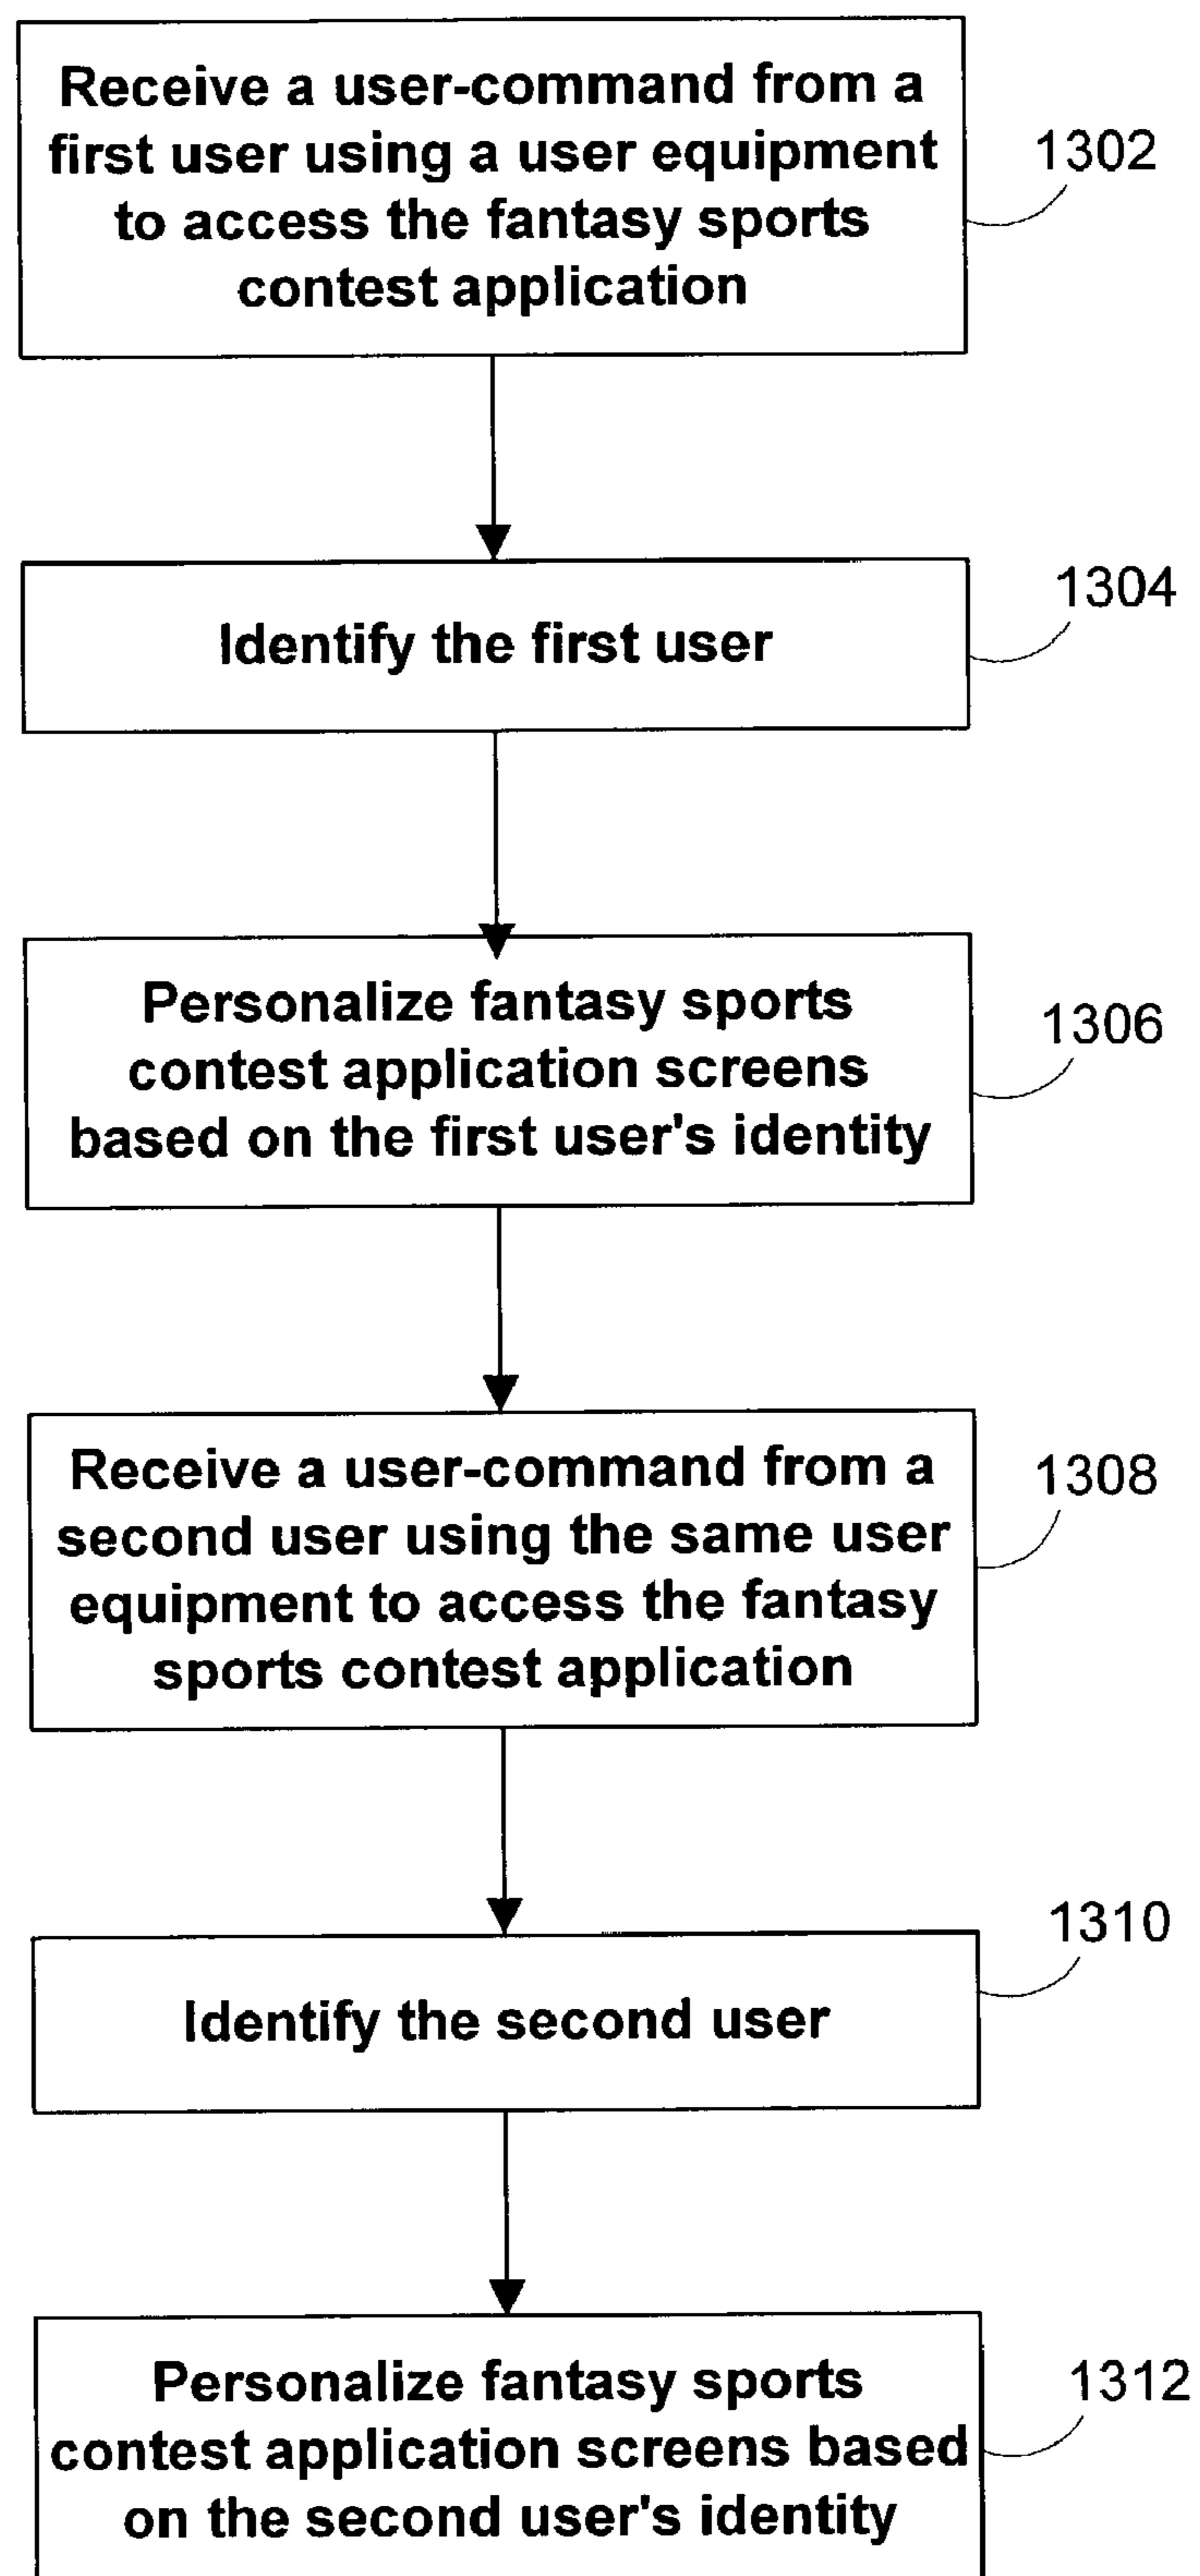 Receive a user-command from a
first user using a user equipment
to access the fantasy sports
contest application
1302
Identify the first user
1304
Personalize fantasy sports
contest application screens
based on the first user's identity
1306
Receive a user-command from a
second user using the same user
equipment to access the fantasy
sports contest application
1308
Identify the second user
1310
Personalize fantasy sports
contest application screens based
on the second user's identity
1312